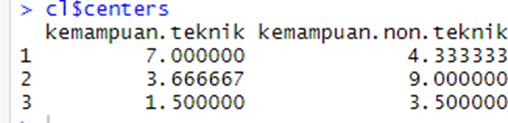 > cl$centers
kemampuan.teknik kemampuan.non.teknik
1 7.000000 4.333333
2 3.666667 9.000000
3 1.500000 3.500000